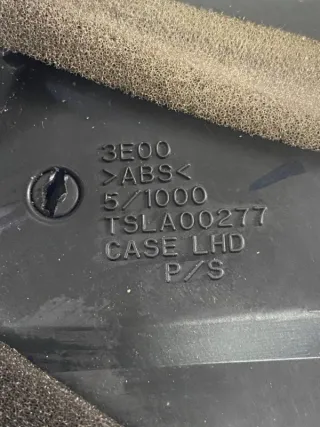 3E00
>ABS<
5/1000
TSLA00277
CASE LHD
P/S